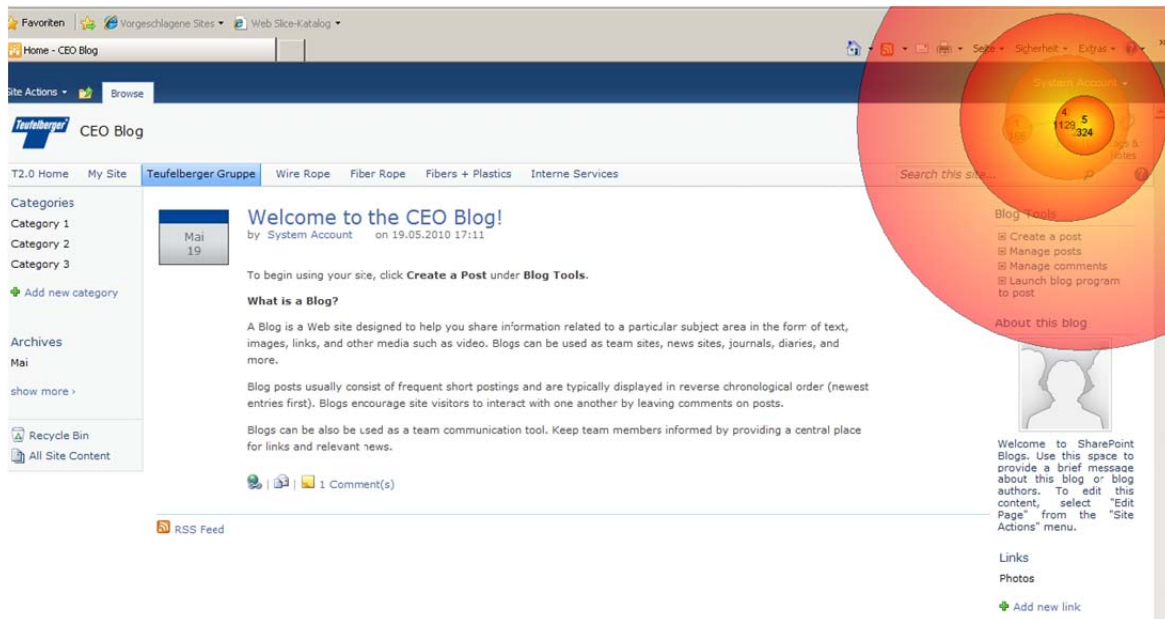 Favoriten Vorgeschlagene Sites Web Slice-Katalog
Home - CEO Blog Seite Sicherheit Extras
Site Actions Browse System Account
Teufelberger CEO Blog
4
1129 5
324
Notes
T2.0 Home My Site Teufelberger Gruppe Wire Rope Fiber Rope Fibers + Plastics Interne Services Search this site...
Categories
Category 1
Category 2
Category 3
Add new category
Archives
Mai
show more ›
Recycle Bin
All Site Content
Mai
19
Welcome to the CEO Blog!
by System Account on 19.05.2010 17:11
To begin using your site, click Create a Post under Blog Tools.
What is a Blog?
A Blog is a Web site designed to help you share information related to a particular subject area in the form of text,
images, links, and other media such as video. Blogs can be used as team sites, news sites, journals, diaries, and
more.
Blog posts usually consist of frequent short postings and are typically displayed in reverse chronological order (newest
entries first). Blogs encourage site visitors to interact with one another by leaving comments on posts.
Blogs can be also be used as a team communication tool. Keep team members informed by providing a central place
for links and relevant news.
1 Comment(s)
RSS Feed
Blog Tools
Create a post
Manage posts
Manage comments
Launch blog program
to post
About this blog
Welcome to SharePoint
Blogs. Use this space to
provide a brief message
about this blog or blog
authors. To edit this
content, select "Edit
Page" from the "Site
Actions" menu.
Links
Photos
Add new link